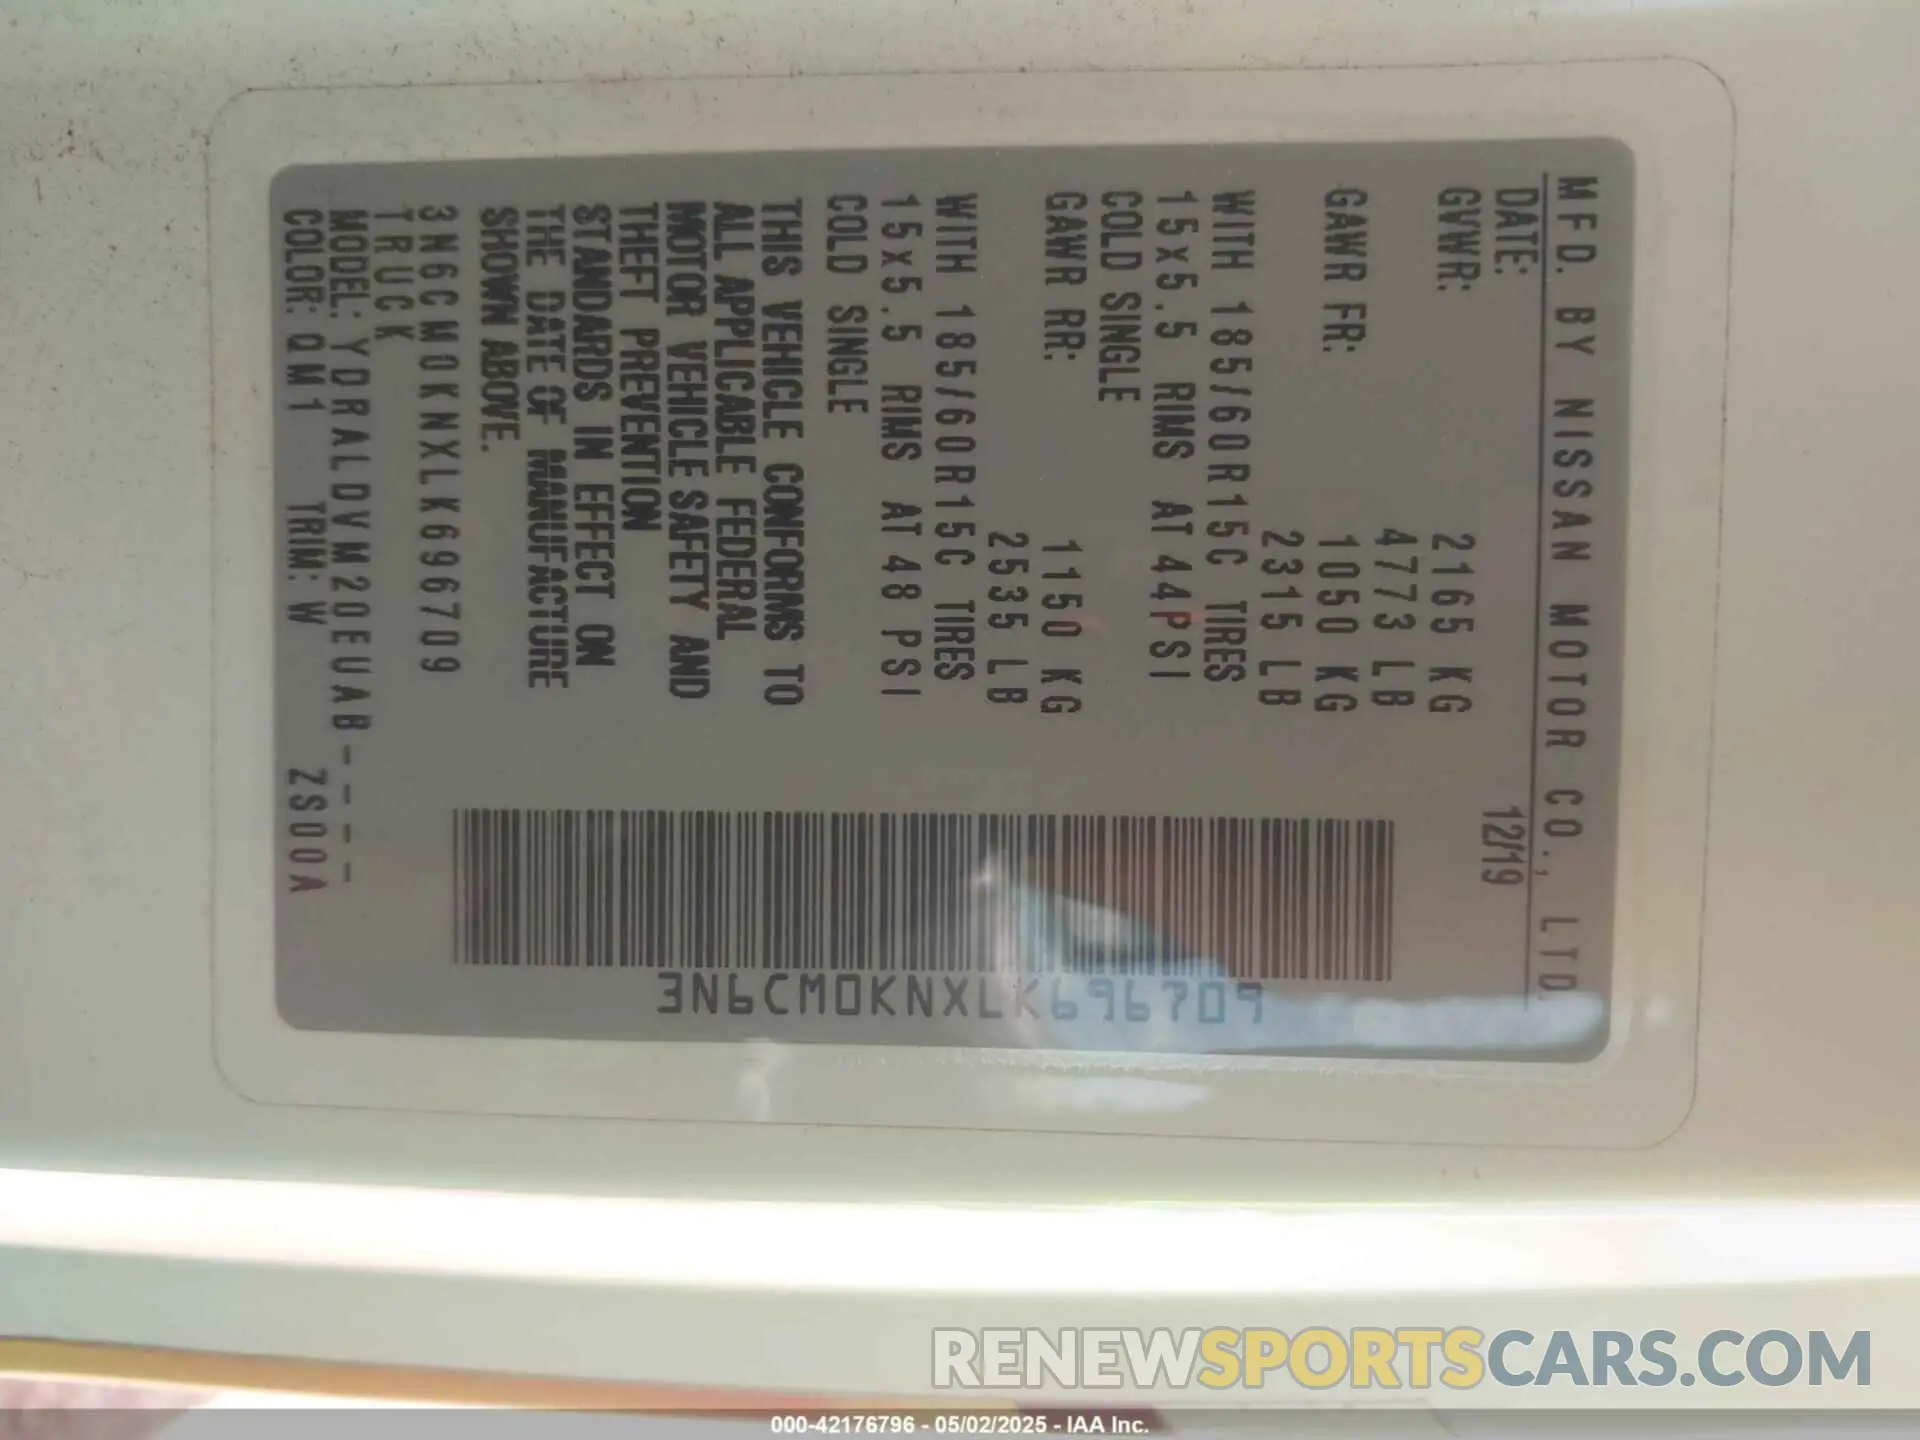 MFD. BY NISSAN MOTOR CO., LTD.
DATE: 12/19
GVWR: 2165 KG
4773 LB
GAWR FR: 1050 KG
2315 LB
WITH 185/60R15C TIRES
15x5.5 RIMS AT 44PSI
COLD SINGLE
GAWR RR: 1150 KG
2535 LB
WITH 185/60R15C TIRES
15x5.5 RIMS AT 48 PSI
COLD SINGLE
THIS VEHICLE CONFORMS TO
ALL APPLICABLE FEDERAL
MOTOR VEHICLE SAFETY AND
THEFT PREVENTION
STANDARDS IN EFFECT ON
THE DATE OF MANUFACTURE
SHOWN ABOVE.
3N6CM0KNXLK696709
TRUCK
MODEL: YDRALDVM20EUAB----
COLOR: QM1 TRIM: W ZS00A
3N6CM0KNXLK696709
RENEWSPORTSCARS.COM
000-42176796 - 05/02/2025 - IAA Inc.